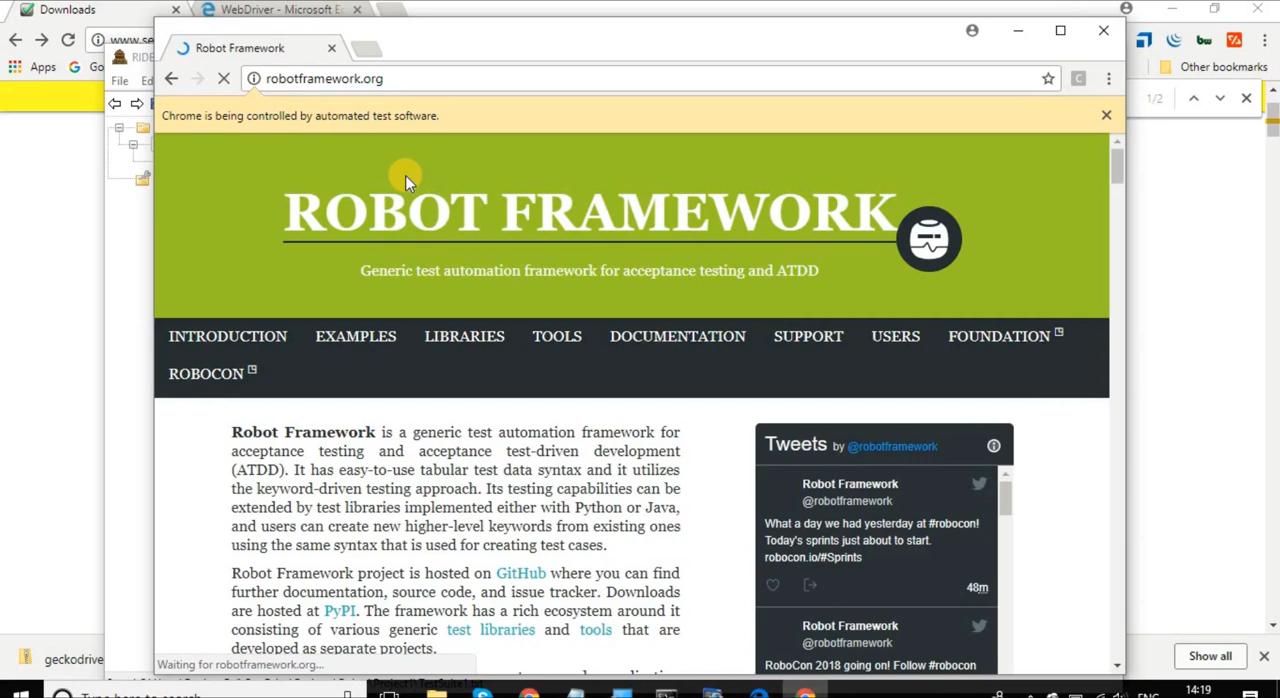 Downloads
WebDriver - Microsoft Ed
www.se
Apps
Go
Other bookmarks
1/2
RIDE
File Ed
Robot Framework
robotframework.org
Chrome is being controlled by automated test software.
ROBOT FRAMEWORK
Generic test automation framework for acceptance testing and ATDD
INTRODUCTION EXAMPLES LIBRARIES TOOLS DOCUMENTATION SUPPORT USERS FOUNDATION
ROBOCON
Robot Framework is a generic test automation framework for
acceptance testing and acceptance test-driven development
(ATDD). It has easy-to-use tabular test data syntax and it utilizes
the keyword-driven testing approach. Its testing capabilities can be
extended by test libraries implemented either with Python or Java,
and users can create new higher-level keywords from existing ones
using the same syntax that is used for creating test cases.
Robot Framework project is hosted on GitHub where you can find
further documentation, source code, and issue tracker. Downloads
are hosted at PyPI. The framework has a rich ecosystem around it
consisting of various generic test libraries and tools that are
developed as separate projects.
Tweets by @robotframework
Robot Framework
@robotframework
What a day we had yesterday at #robocon!
Today's sprints just about to start.
robocon.io/#Sprints
48m
Robot Framework
@robotframework
RoboCon 2018 going on! Follow #robocon
Waiting for robotframework.org...
geckodrive
Show all
Type here to search
14:19